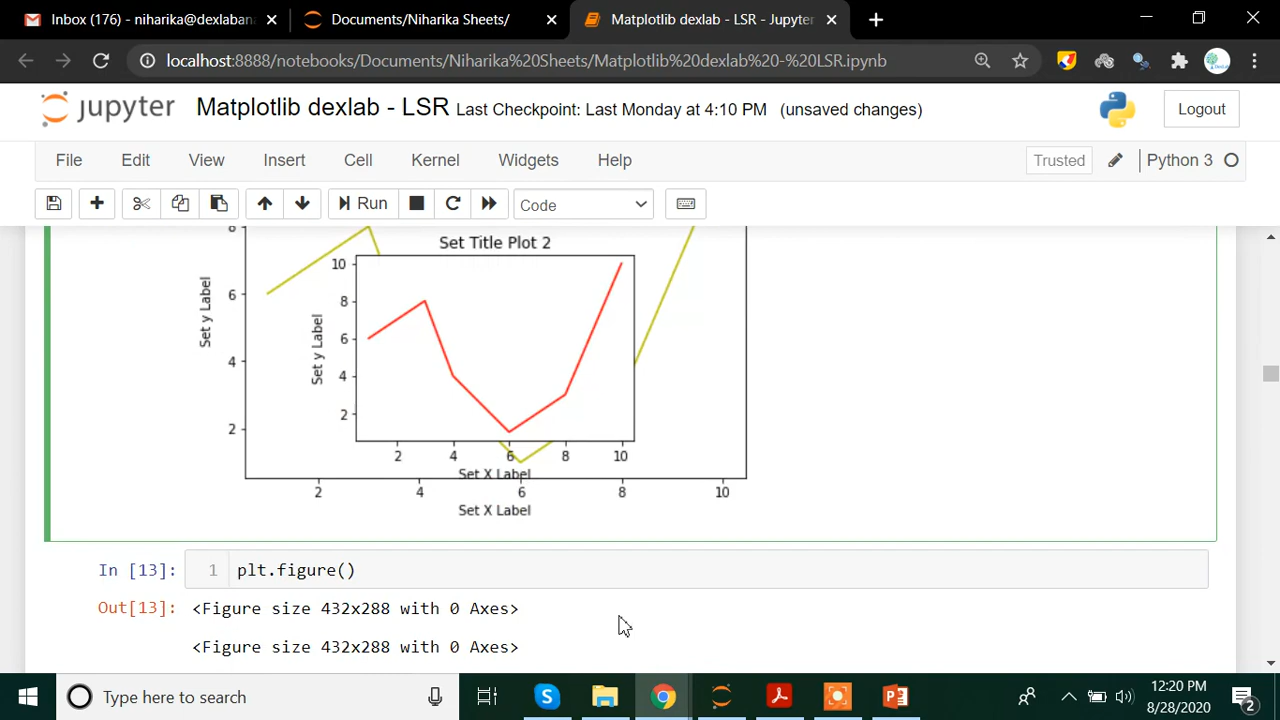 Inbox (176) - niharika@dexlabana
Documents/Niharika Sheets/
Matplotlib dexlab - LSR - Jupyter
localhost:8888/notebooks/Documents/Niharika%20Sheets/Matplotlib%20dexlab%20-%20LSR.ipynb
jupyter Matplotlib dexlab - LSR Last Checkpoint: Last Monday at 4:10 PM (unsaved changes)
Logout
File Edit View Insert Cell Kernel Widgets Help
Trusted
Python 3
Run
Code
Set Title Plot 2
10
8
6
4
2
Set y Label
2 4 6 8 10
Set X Label
8
6
4
2
Set y Label
2 4 6 8 10
Set X Label
In [13]: 1 plt.figure()
Out[13]: <Figure size 432x288 with 0 Axes>
<Figure size 432x288 with 0 Axes>
Type here to search
12:20 PM
8/28/2020
2